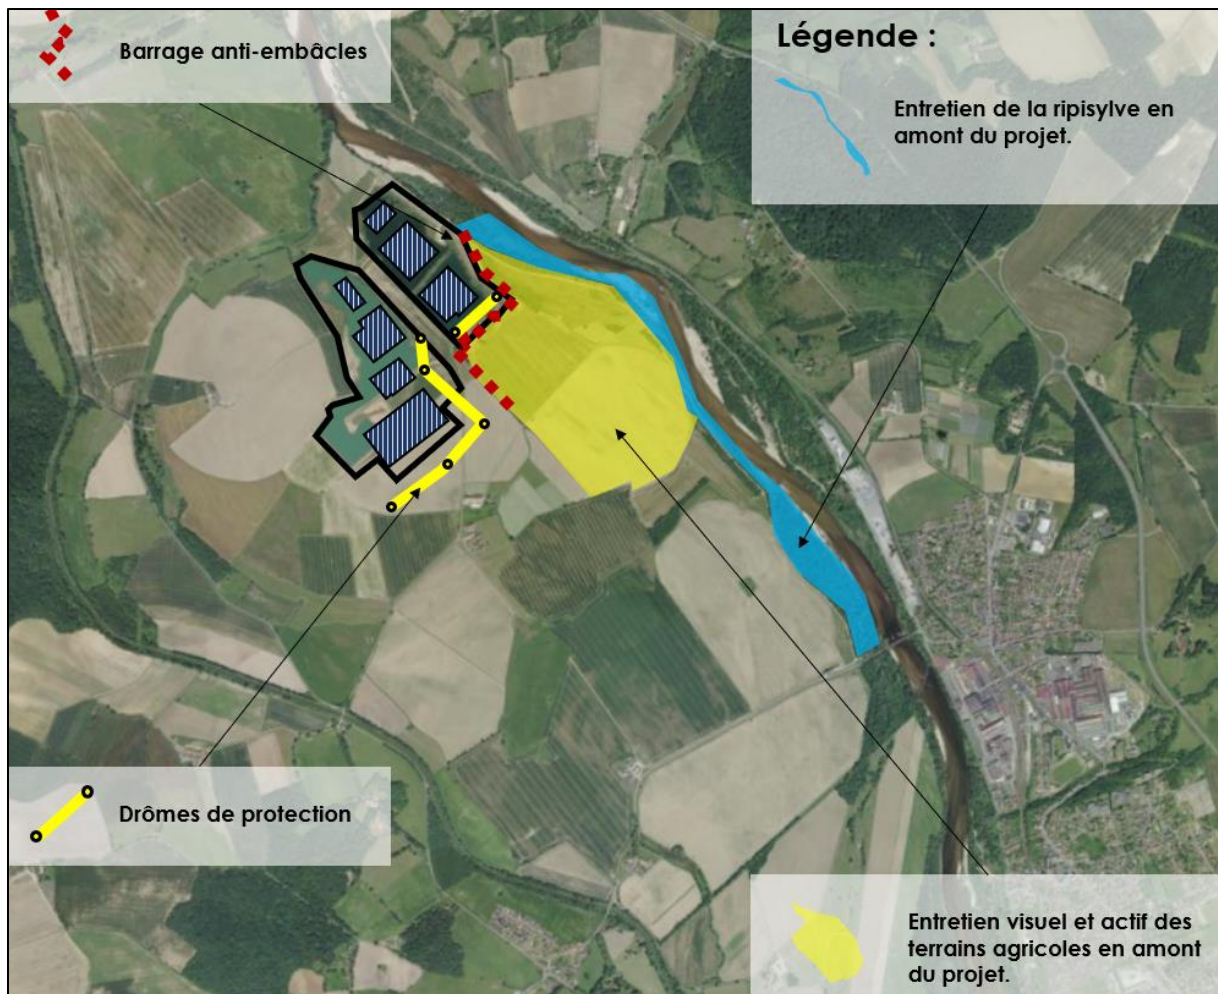 Barrage anti-embâcles
Légende :
Entretien de la ripisylve en
amont du projet.
Drômes de protection
Entretien visuel et actif des
terrains agricoles en amont
du projet.